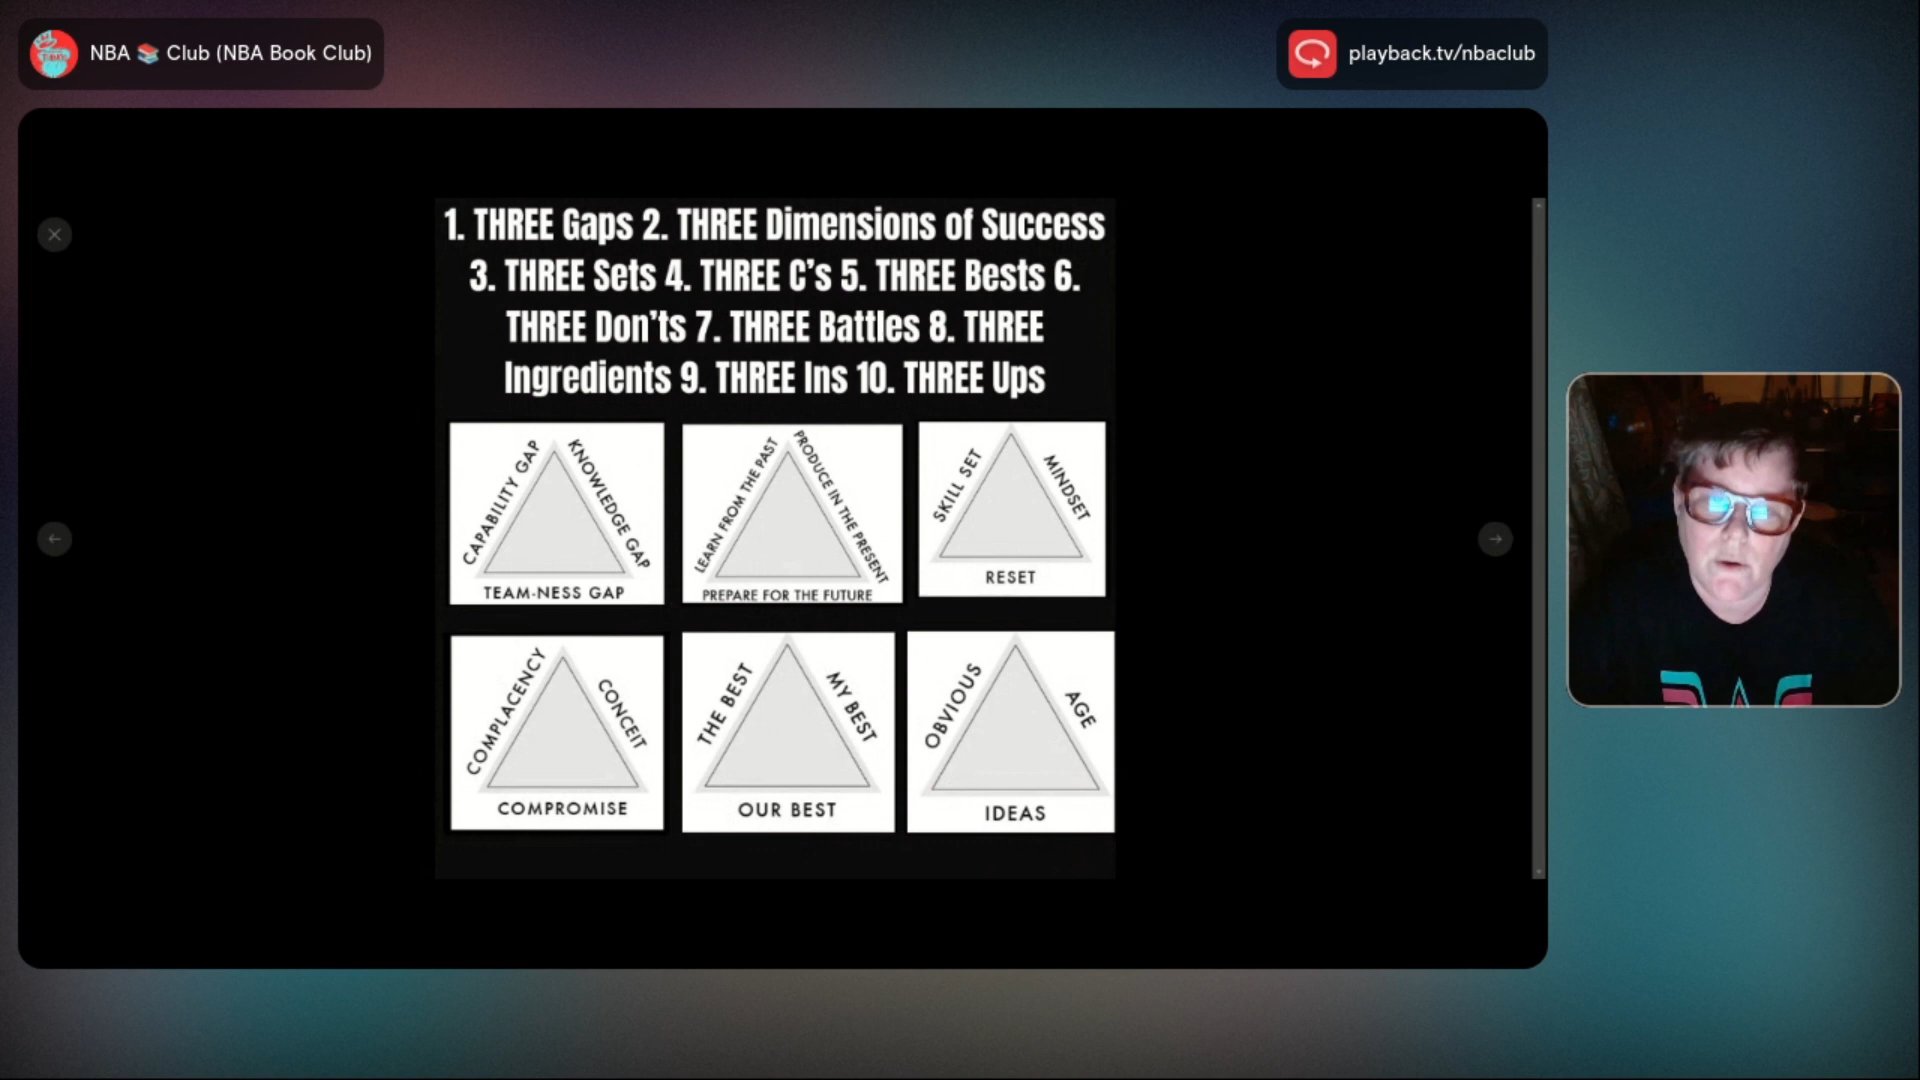 NBA 📚 Club (NBA Book Club)
playback.tv/nbaclub
1. THREE Gaps 2. THREE Dimensions of Success
3. THREE Sets 4. THREE C’s 5. THREE Bests 6.
THREE Don’ts 7. THREE Battles 8. THREE
Ingredients 9. THREE Ins 10. THREE Ups
CAPABILITY GAP
KNOWLEDGE GAP
TEAM-NESS GAP
LEARN FROM THE PAST
PRODUCE IN THE PRESENT
PREPARE FOR THE FUTURE
SKILL SET
MINDSET
RESET
COMPLACENCY
CONCEIT
COMPROMISE
THE BEST
MY BEST
OUR BEST
OBVIOUS
AGE
IDEAS